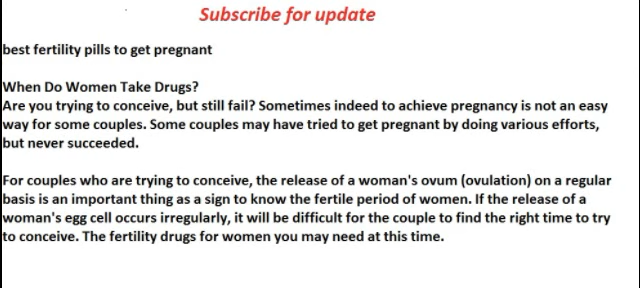 Subscribe for update
best fertility pills to get pregnant
When Do Women Take Drugs?
Are you trying to conceive, but still fail? Sometimes indeed to achieve pregnancy is not an easy
way for some couples. Some couples may have tried to get pregnant by doing various efforts,
but never succeeded.
For couples who are trying to conceive, the release of a woman's ovum (ovulation) on a regular
basis is an important thing as a sign to know the fertile period of women. If the release of a
woman's egg cell occurs irregularly, it will be difficult for the couple to find the right time to try
to conceive. The fertility drugs for women you may need at this time.